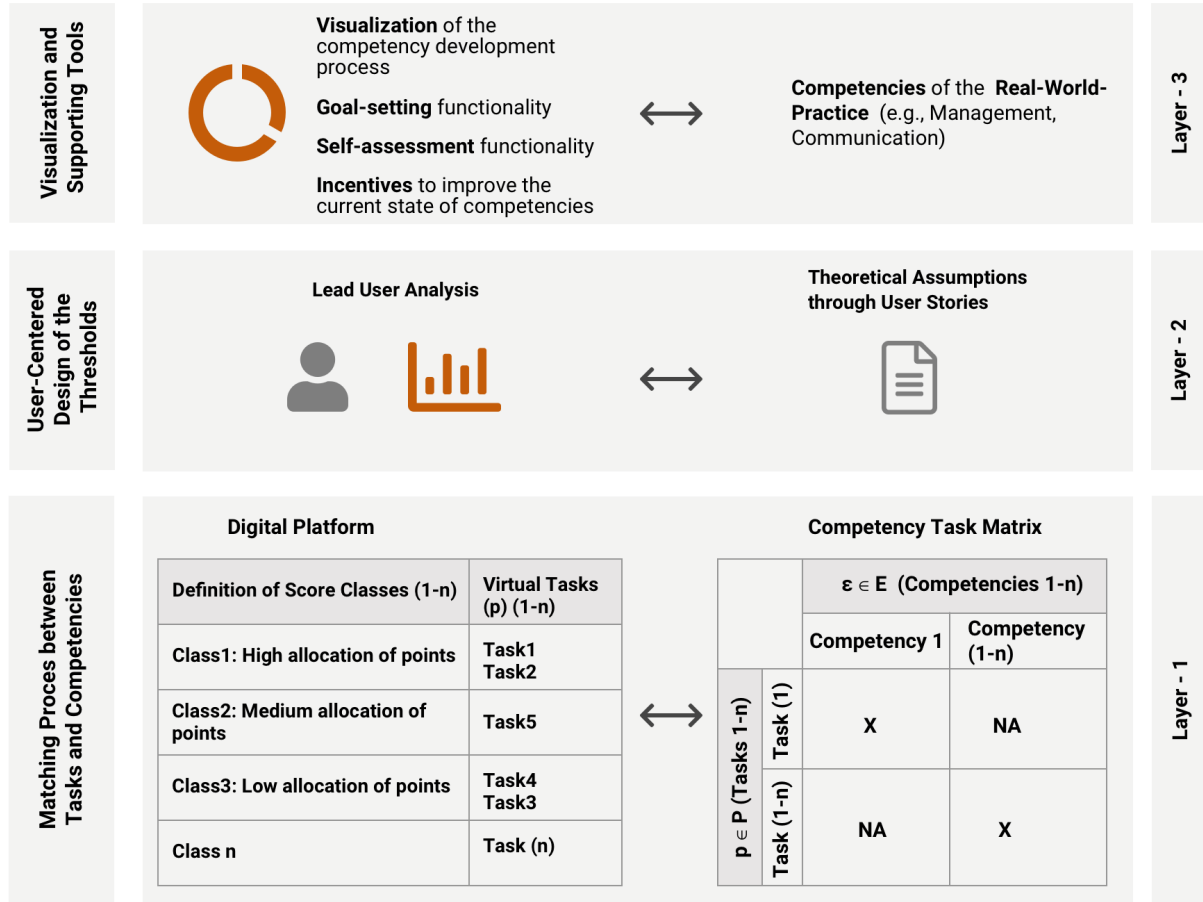 Visualization and
Supporting Tools
Visualization of the
competency development
process
Goal-setting functionality
Self-assessment functionality
Incentives to improve the
current state of competencies
Competencies of the Real-World-
Practice (e.g., Management,
Communication)
Layer - 3
User-Centered
Design of the
Thresholds
Lead User Analysis
Theoretical Assumptions
through User Stories
Layer - 2
Matching Proces between
Tasks and Competencies
Digital Platform
Definition of Score Classes (1-n)
Virtual Tasks
(p) (1-n)
Class1: High allocation of points
Task1
Task2
Class2: Medium allocation of
points
Task5
Class3: Low allocation of points
Task4
Task3
Class n
Task (n)
Competency Task Matrix
ε ∈ E (Competencies 1-n)
Competency 1
Competency
(1-n)
p ∈ P (Tasks 1-n)
Task (1)
X
NA
Task (1-n)
NA
X
Layer - 1